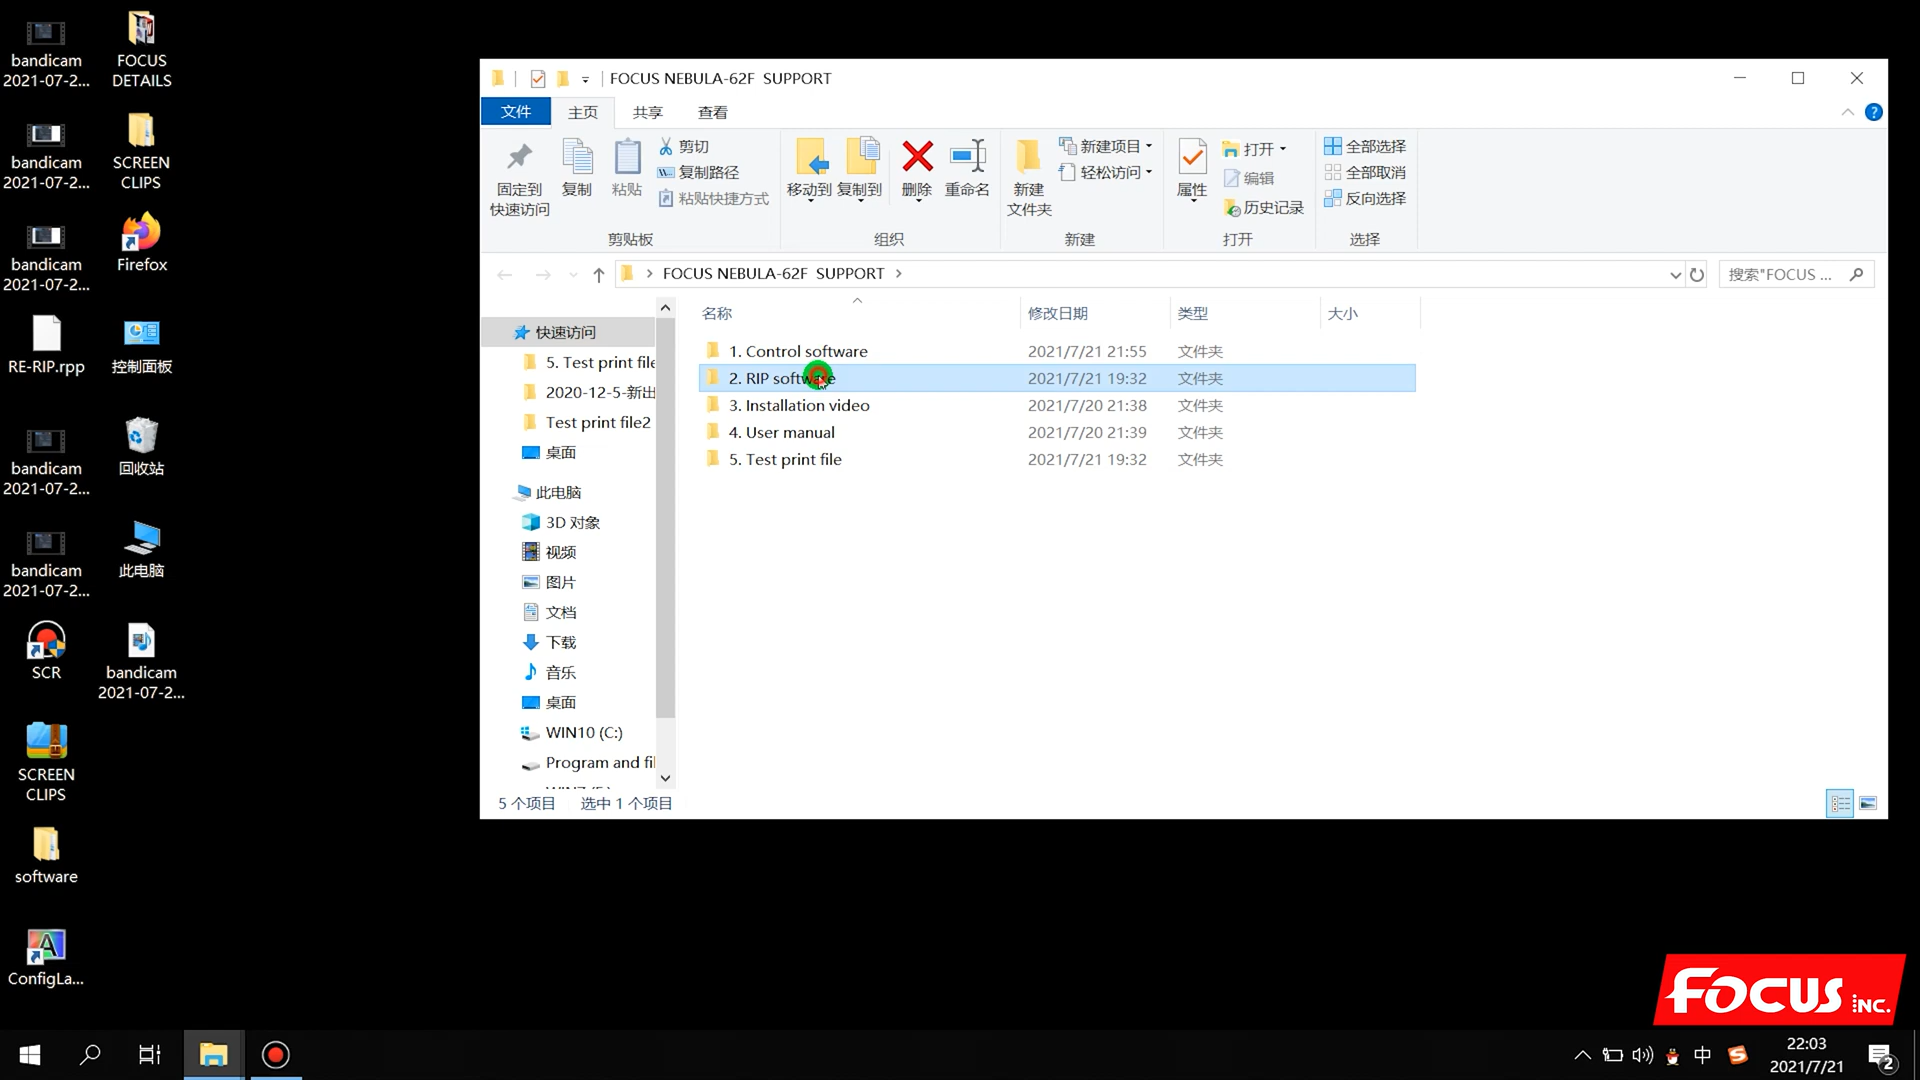 bandicam
2021-07-2...
FOCUS
DETAILS
bandicam
2021-07-2...
SCREEN
CLIPS
bandicam
2021-07-2...
Firefox
RE-RIP.rpp
控制面板
bandicam
2021-07-2...
回收站
bandicam
2021-07-2...
此电脑
SCR
bandicam
2021-07-2...
SCREEN
CLIPS
software
ConfigLa...
FOCUS NEBULA-62F SUPPORT
文件 主页 共享 查看
固定到
快速访问
复制
粘贴
剪切
复制路径
粘贴快捷方式
剪贴板
移动到 复制到 删除 重命名
组织
新建
文件夹
新建项目
轻松访问
新建
属性
打开
编辑
历史记录
打开
全部选择
全部取消
反向选择
选择
FOCUS NEBULA-62F SUPPORT
搜索"FOCUS ...
快速访问
5. Test print file
2020-12-5-新出
Test print file2
桌面
此电脑
3D 对象
视频
图片
文档
下载
音乐
桌面
WIN10 (C:)
Program and fil
名称 修改日期 类型 大小
1. Control software 2021/7/21 21:55 文件夹
2. RIP software 2021/7/21 19:32 文件夹
3. Installation video 2021/7/20 21:38 文件夹
4. User manual 2021/7/20 21:39 文件夹
5. Test print file 2021/7/21 19:32 文件夹
5 个项目 选中 1 个项目
FOCUS INC.
中
22:03
2021/7/21
2